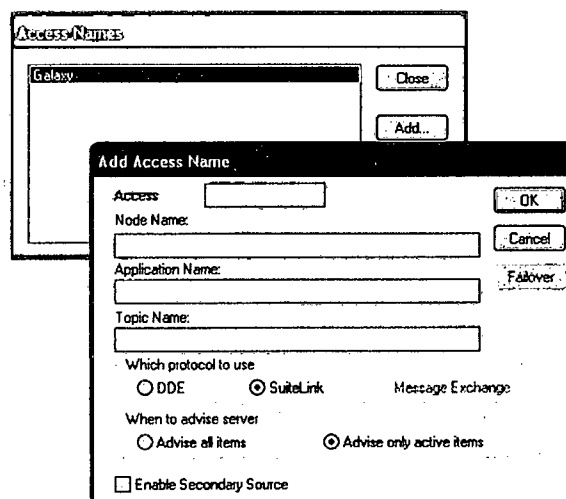 Access Names
Galaxy
Close
Add...
Add Access Name
Access
OK
Node Name:
Cancel
Application Name:
Failover
Topic Name:
Which protocol to use
DDE
SuiteLink
Message Exchange
When to advise server
Advise all items
Advise only active items
Enable Secondary Source